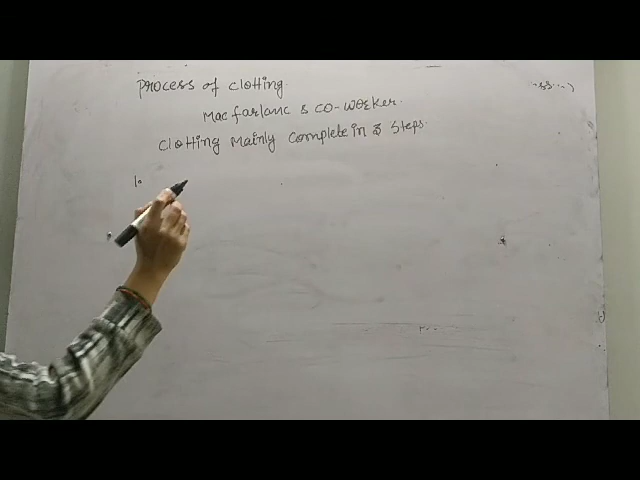 Process of Clotting.
Macfarlane & CO-worker.
Clotting Mainly Complete in 3 Steps.
1.